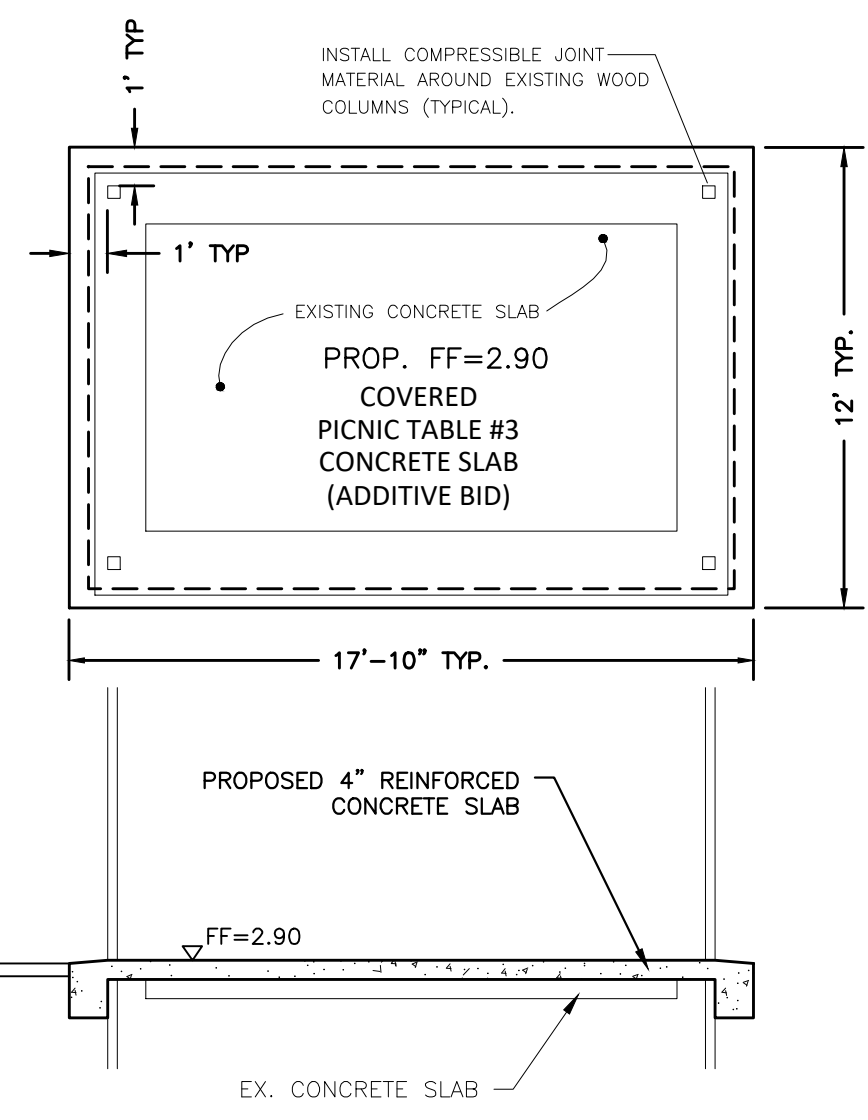 1' TYP
INSTALL COMPRESSIBLE JOINT
MATERIAL AROUND EXISTING WOOD
COLUMNS (TYPICAL).
1' TYP
EXISTING CONCRETE SLAB
PROP. FF=2.90
COVERED
PICNIC TABLE #3
CONCRETE SLAB
(ADDITIVE BID)
12' TYP.
17'-10" TYP.
PROPOSED 4" REINFORCED
CONCRETE SLAB
FF=2.90
EX. CONCRETE SLAB